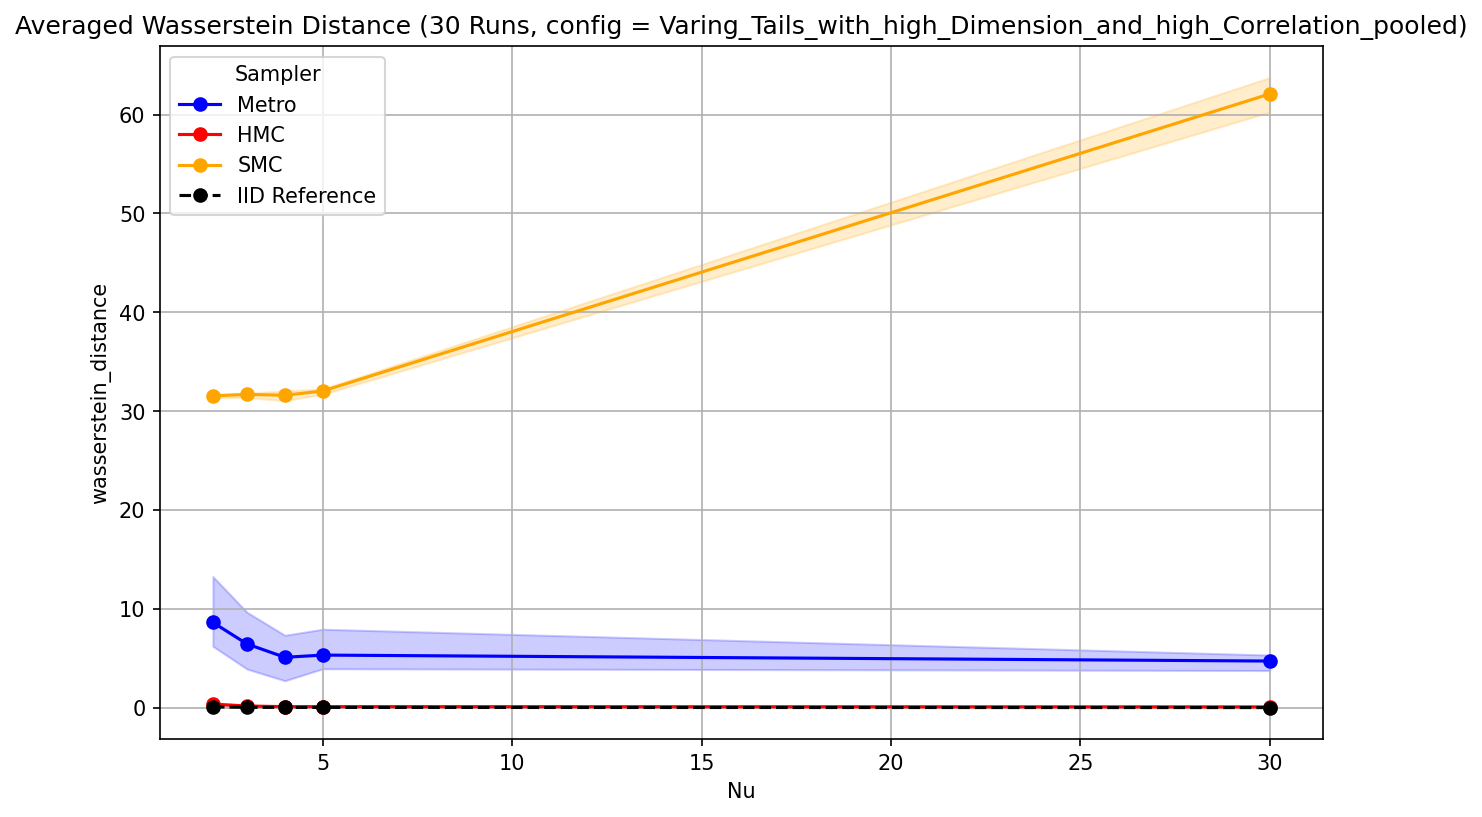 Averaged Wasserstein Distance (30 Runs, config = Varing_Tails_with_high_Dimension_and_high_Correlation_pooled)
Sampler
Metro
HMC
SMC
IID Reference
wasserstein_distance
60
50
40
30
20
10
0
5
10
15
20
25
30
Nu